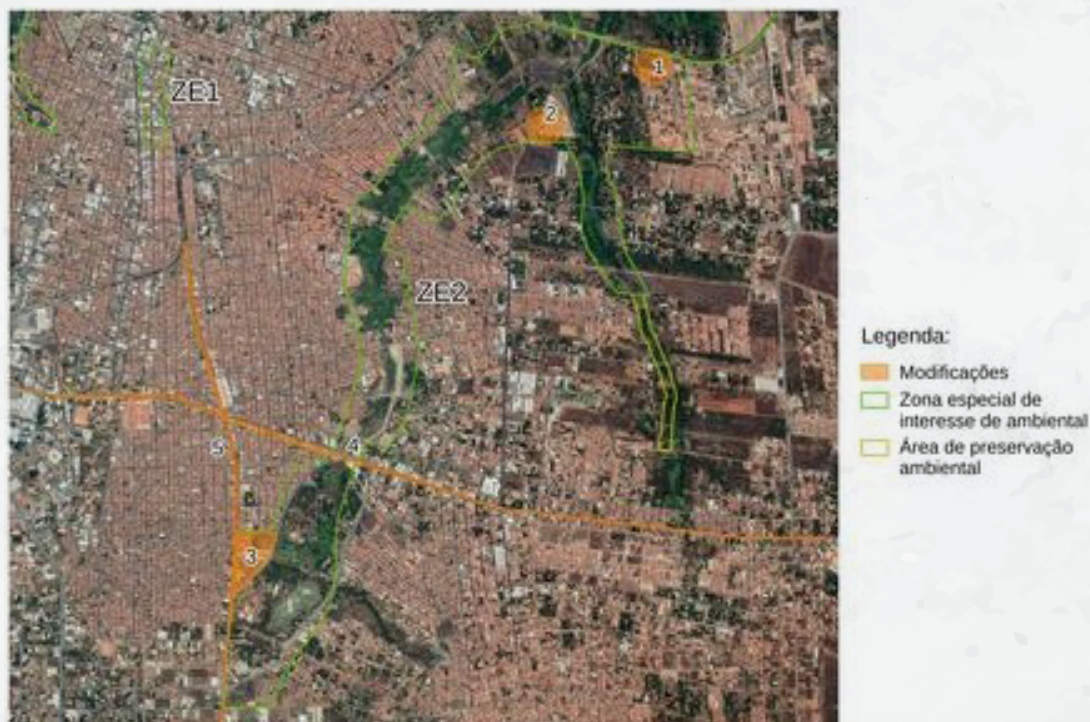 ZE1
1
2
ZE2
5
4
6
3
Legenda:
Modificações
Zona especial de
interesse de ambiental
Área de preservação
ambiental